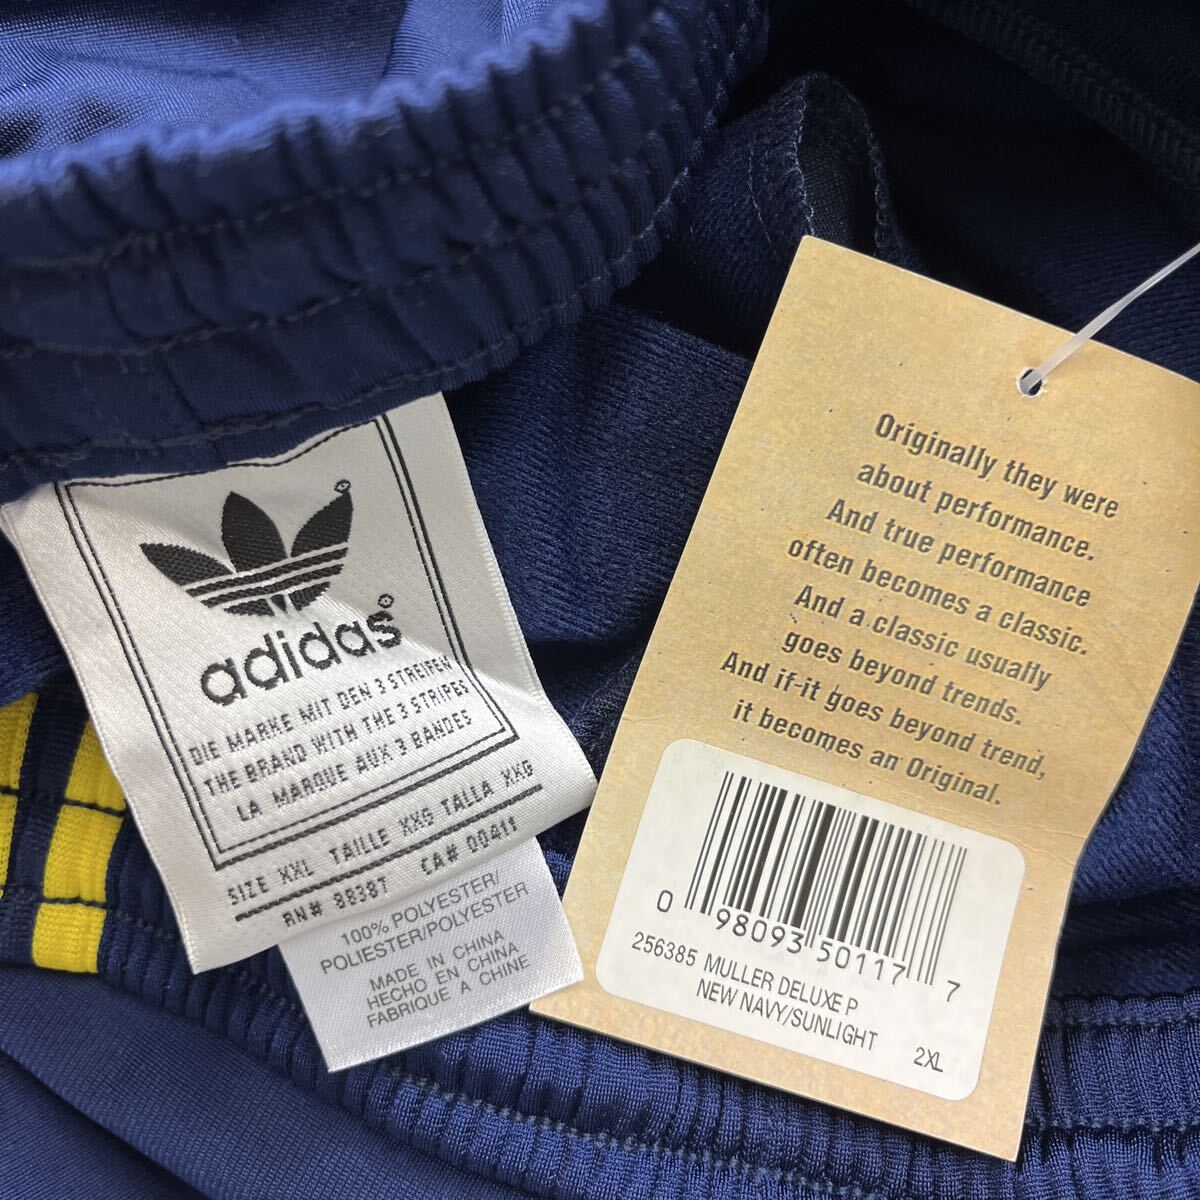 adidas
DIE MARKE MIT DEN 3 STREIFEN
THE BRAND WITH THE 3 STRIPES
LA MARQUE AUX 3 BANDES
SIZE XXL TAILLE XXG TALLA XXG
RN# 88387 CA# 00411
100% POLYESTER/
POLIESTER/POLYESTER
MADE IN CHINA
HECHO EN CHINA
FABRIQUE A CHINE
Originally they were
about performance.
And true performance
often becomes a classic.
And a classic usually
goes beyond trends.
And if it goes beyond trend,
it becomes an Original.
0 98093 50117 7
256385 MULLER DELUXE P
NEW NAVY/SUNLIGHT 2XL